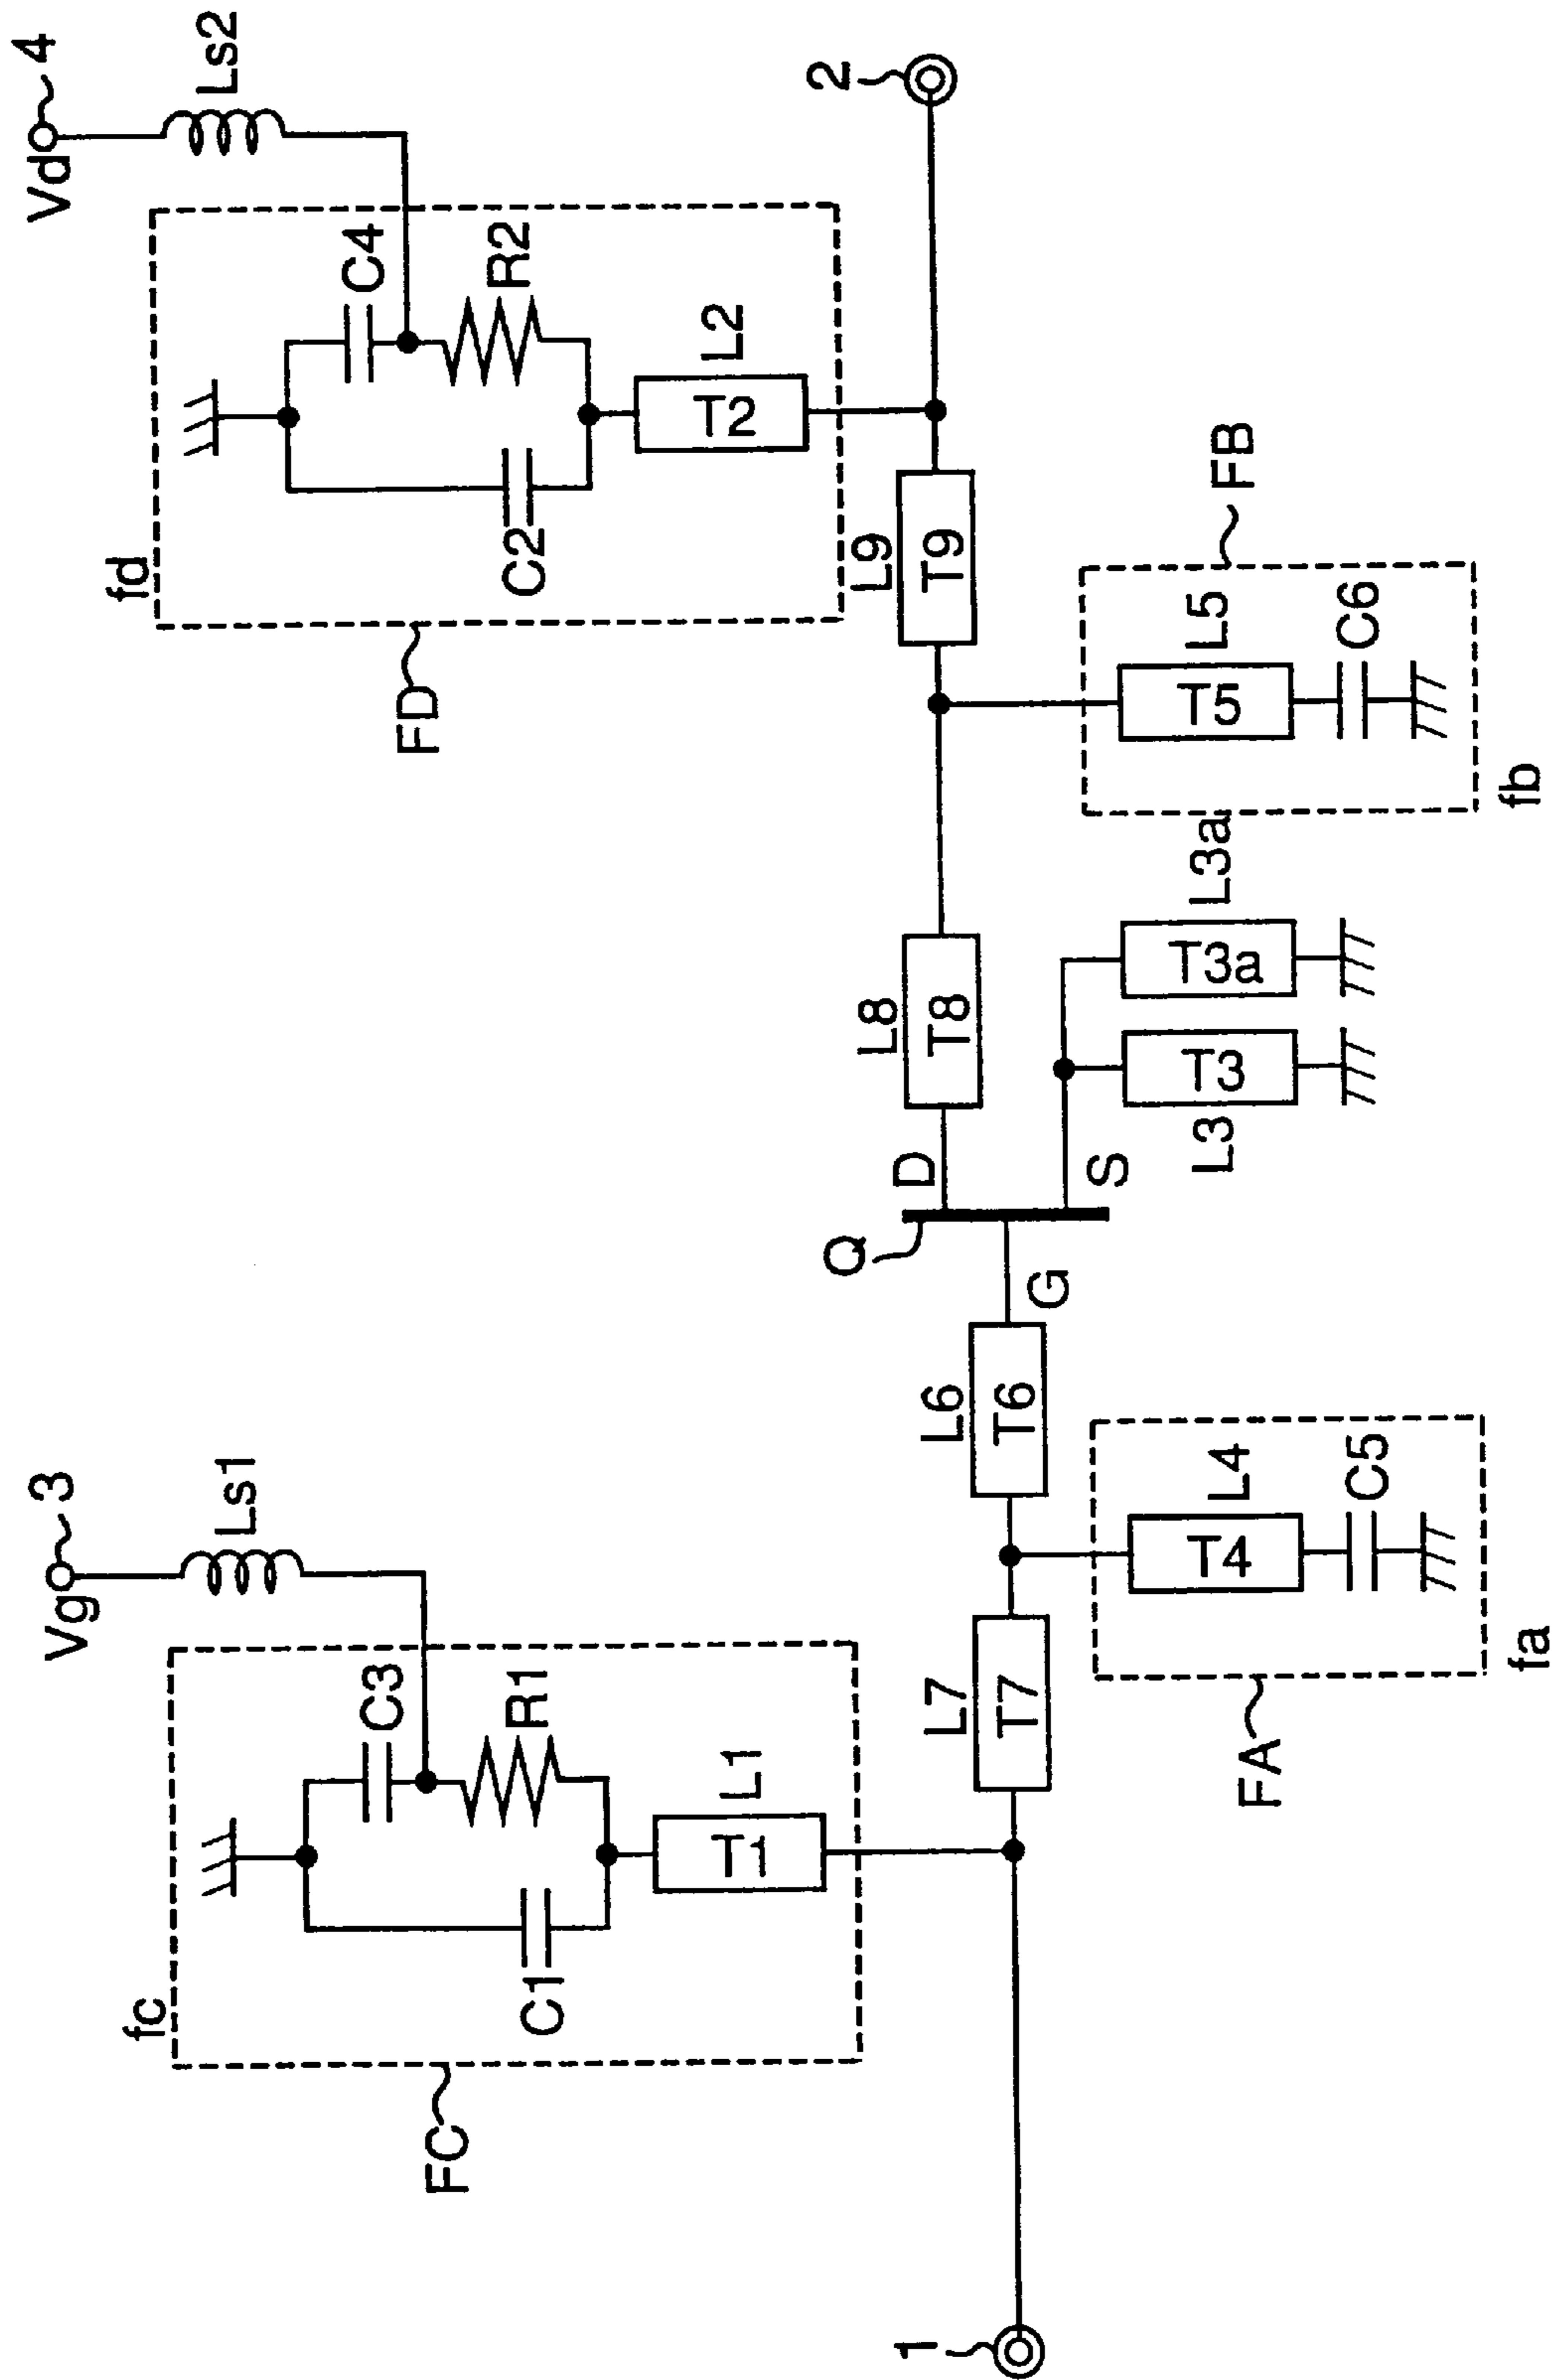 Vg
3
Ls1
Vd
4
Ls2
fc
C3
R1
C1
T1
L1
FC
fd
C4
R2
C2
T2
L2
FD
1
L7
T7
L6
T6
G
Q
D
S
L8
T8
L9
T9
2
T4
L4
C5
FA
fa
L3
T3
T3a
L3a
T5
L5
C6
FB
fb